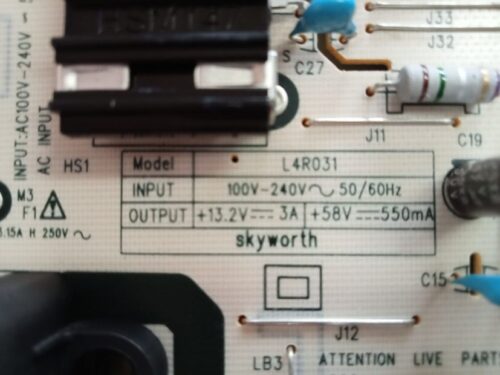 J33
J32
S
C27
INPUT:AC100V-240V ~ 5
AC INPUT
J11
C19
HS1
Model L4R031
INPUT 100V-240V～50/60Hz
OUTPUT +13.2V⎓3A +58V⎓550mA
skyworth
M3
F1
3.15A H 250V ～
C15
J12
LB3
ATTENTION LIVE PART